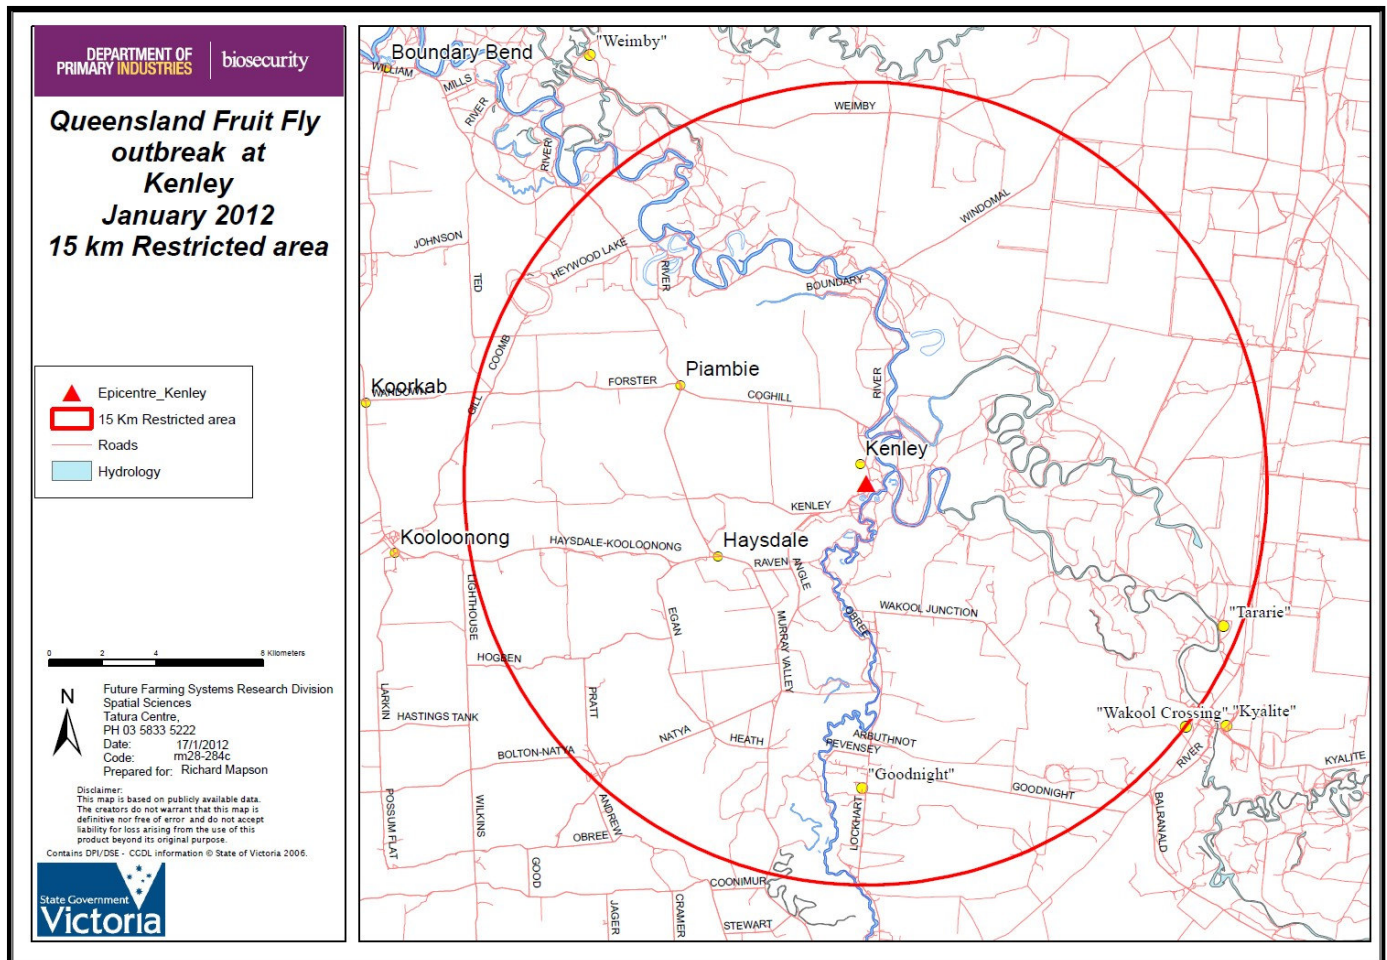 DEPARTMENT OF
PRIMARY INDUSTRIES
biosecurity
Queensland Fruit Fly
outbreak at
Kenley
January 2012
15 km Restricted area
Epicentre_Kenley
15 Km Restricted area
Roads
Hydrology
0 2 4 8 Kilometers
N
Future Farming Systems Research Division
Spatial Sciences
Tatura Centre,
PH 03 5833 5222
Date: 17/1/2012
Code: rm28-284c
Prepared for: Richard Mapson
Disclaimer:
This map is based on publicly available data.
The creators do not warrant that this map is
definitive nor free of error and do not accept
liability for loss arising from the use of this
product beyond its original purpose.
Contains DPI/DSE - CCDL information © State of Victoria 2006.
State Government
Victoria
Boundary Bend
"Weimby"
WILLIAM
MILLS
RIVER
RIVER
WEIMBY
WINDOMAL
JOHNSON
HEYWOOD LAKE
TED
RIVER
BOUNDARY
COOMB
Piambie
Koorkab
WANDOWN
FORSTER
COGHILL
RIVER
GILL
Kenley
KENLEY
Kooloonong
HAYSDALE-KOOLOONONG
Haysdale
RAVEN
ANGLE
LIGHTHOUSE
EGAN
MURRAY VALLEY
OBREE
WAKOOL JUNCTION
"Tararie"
HOGBEN
LARKIN
PRATT
HASTINGS TANK
"Wakool Crossing"
"Kyalite"
NATYA
HEATH
ARBUTHNOT
PEVENSEY
BOLTON-NATYA
RIVER
KYALITE
"Goodnight"
GOODNIGHT
POSSUM FLAT
WILKINS
ANDREW
LOCKHART
BALRANALD
OBREE
GOOD
COONIMUR
JAGER
CRAMER
STEWART